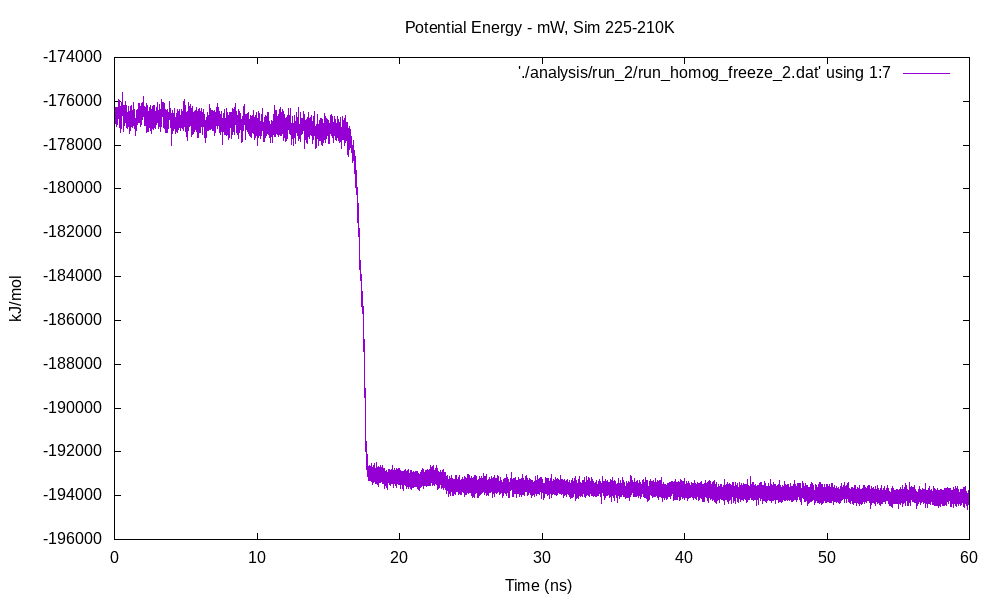 Potential Energy - mW, Sim 225-210K
'./analysis/run_2/run_homog_freeze_2.dat' using 1:7
-174000
-176000
-178000
-180000
-182000
-184000
-186000
-188000
-190000
-192000
-194000
-196000
kJ/mol
0 10 20 30 40 50 60
Time (ns)